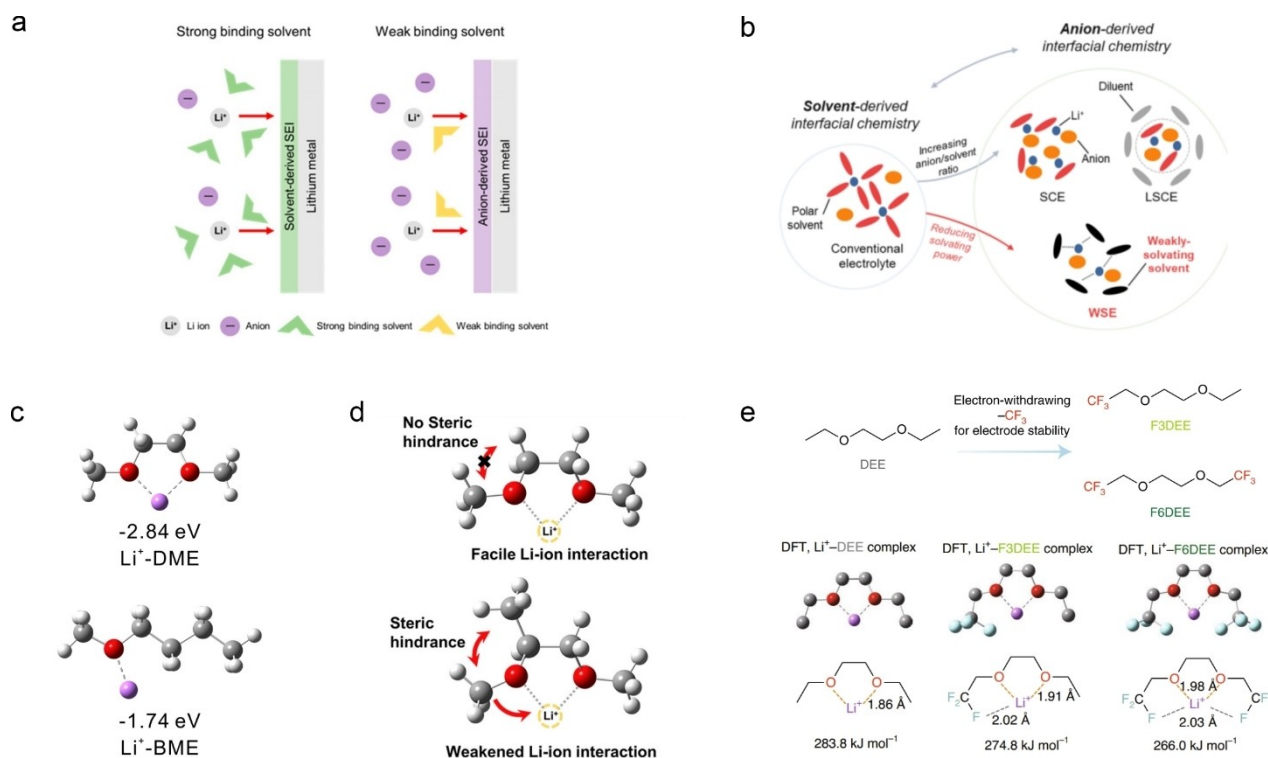 a
Strong binding solvent
Weak binding solvent
Li⁺
Li⁺
Solvent-derived SEI
Lithium metal
Li⁺
Li⁺
Anion-derived SEI
Lithium metal
Li⁺ Li ion
Anion
Strong binding solvent
Weak binding solvent
b
Anion-derived
interfacial chemistry
Solvent-derived
interfacial chemistry
Increasing
anion/solvent
ratio
Polar
solvent
Conventional
electrolyte
Reducing
solvating
power
Diluent
Li⁺
Anion
SCE
LSCE
Weakly-
solvating
solvent
WSE
c
-2.84 eV
Li⁺-DME
-1.74 eV
Li⁺-BME
d
No Steric
hindrance
Li⁺
Facile Li-ion interaction
Steric
hindrance
Li⁺
Weakened Li-ion interaction
e
O
O
DEE
Electron-withdrawing
–CF₃
for electrode stability
CF₃
O
O
F3DEE
CF₃
O
O
CF₃
F6DEE
DFT, Li⁺–DEE complex
DFT, Li⁺–F3DEE complex
DFT, Li⁺–F6DEE complex
O
O
Li⁺
1.86 Å
283.8 kJ mol⁻¹
O
O
F₂C
F
Li⁺
1.91 Å
2.02 Å
274.8 kJ mol⁻¹
O
O
1.98 Å
F₂C
F
Li⁺
F
CF₂
2.03 Å
266.0 kJ mol⁻¹